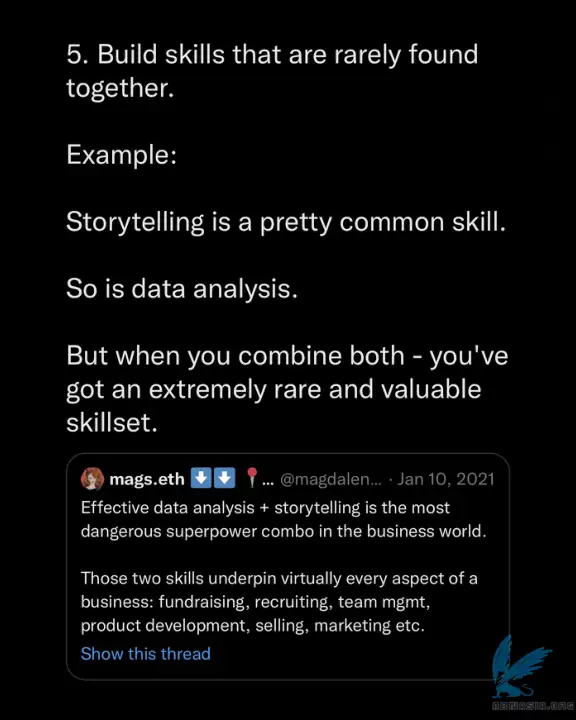 5. Build skills that are rarely found
together.
Example:
Storytelling is a pretty common skill.
So is data analysis.
But when you combine both - you've
got an extremely rare and valuable
skillset.
mags.eth ⬇️⬇️ 📍... @magdalen... · Jan 10, 2021
Effective data analysis + storytelling is the most
dangerous superpower combo in the business world.
Those two skills underpin virtually every aspect of a
business: fundraising, recruiting, team mgmt,
product development, selling, marketing etc.
Show this thread
ABNASIA.ORG